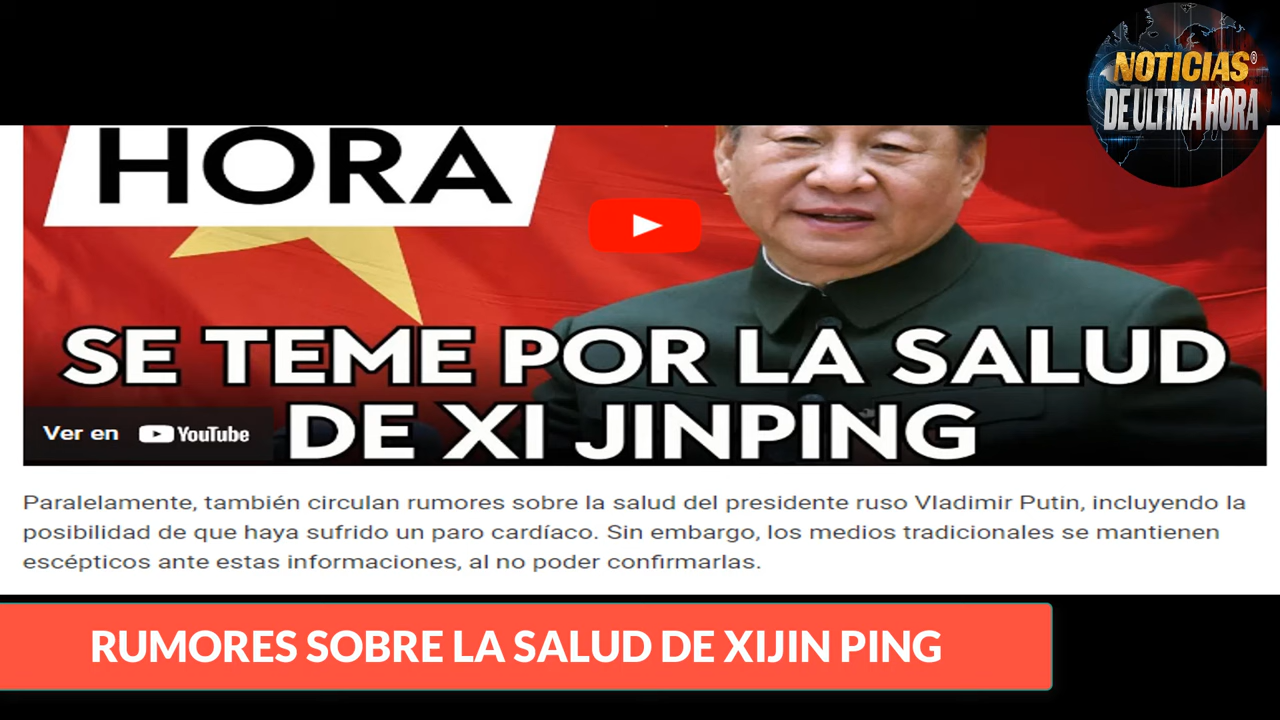 NOTICIAS®
DE ULTIMA HORA
HORA
SE TEME POR LA SALUD
DE XI JINPING
Ver en YouTube
Paralelamente, también circulan rumores sobre la salud del presidente ruso Vladimir Putin, incluyendo la
posibilidad de que haya sufrido un paro cardíaco. Sin embargo, los medios tradicionales se mantienen
escépticos ante estas informaciones, al no poder confirmarlas.
RUMORES SOBRE LA SALUD DE XIJIN PING